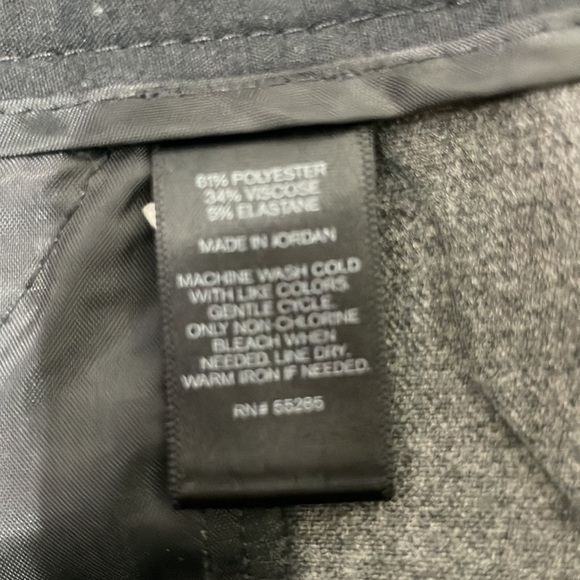 61% POLYESTER
34% VISCOSE
5% ELASTANE
MADE IN JORDAN
MACHINE WASH COLD
WITH LIKE COLORS.
GENTLE CYCLE.
ONLY NON-CHLORINE
BLEACH WHEN
NEEDED. LINE DRY.
WARM IRON IF NEEDED.
RN# 55285